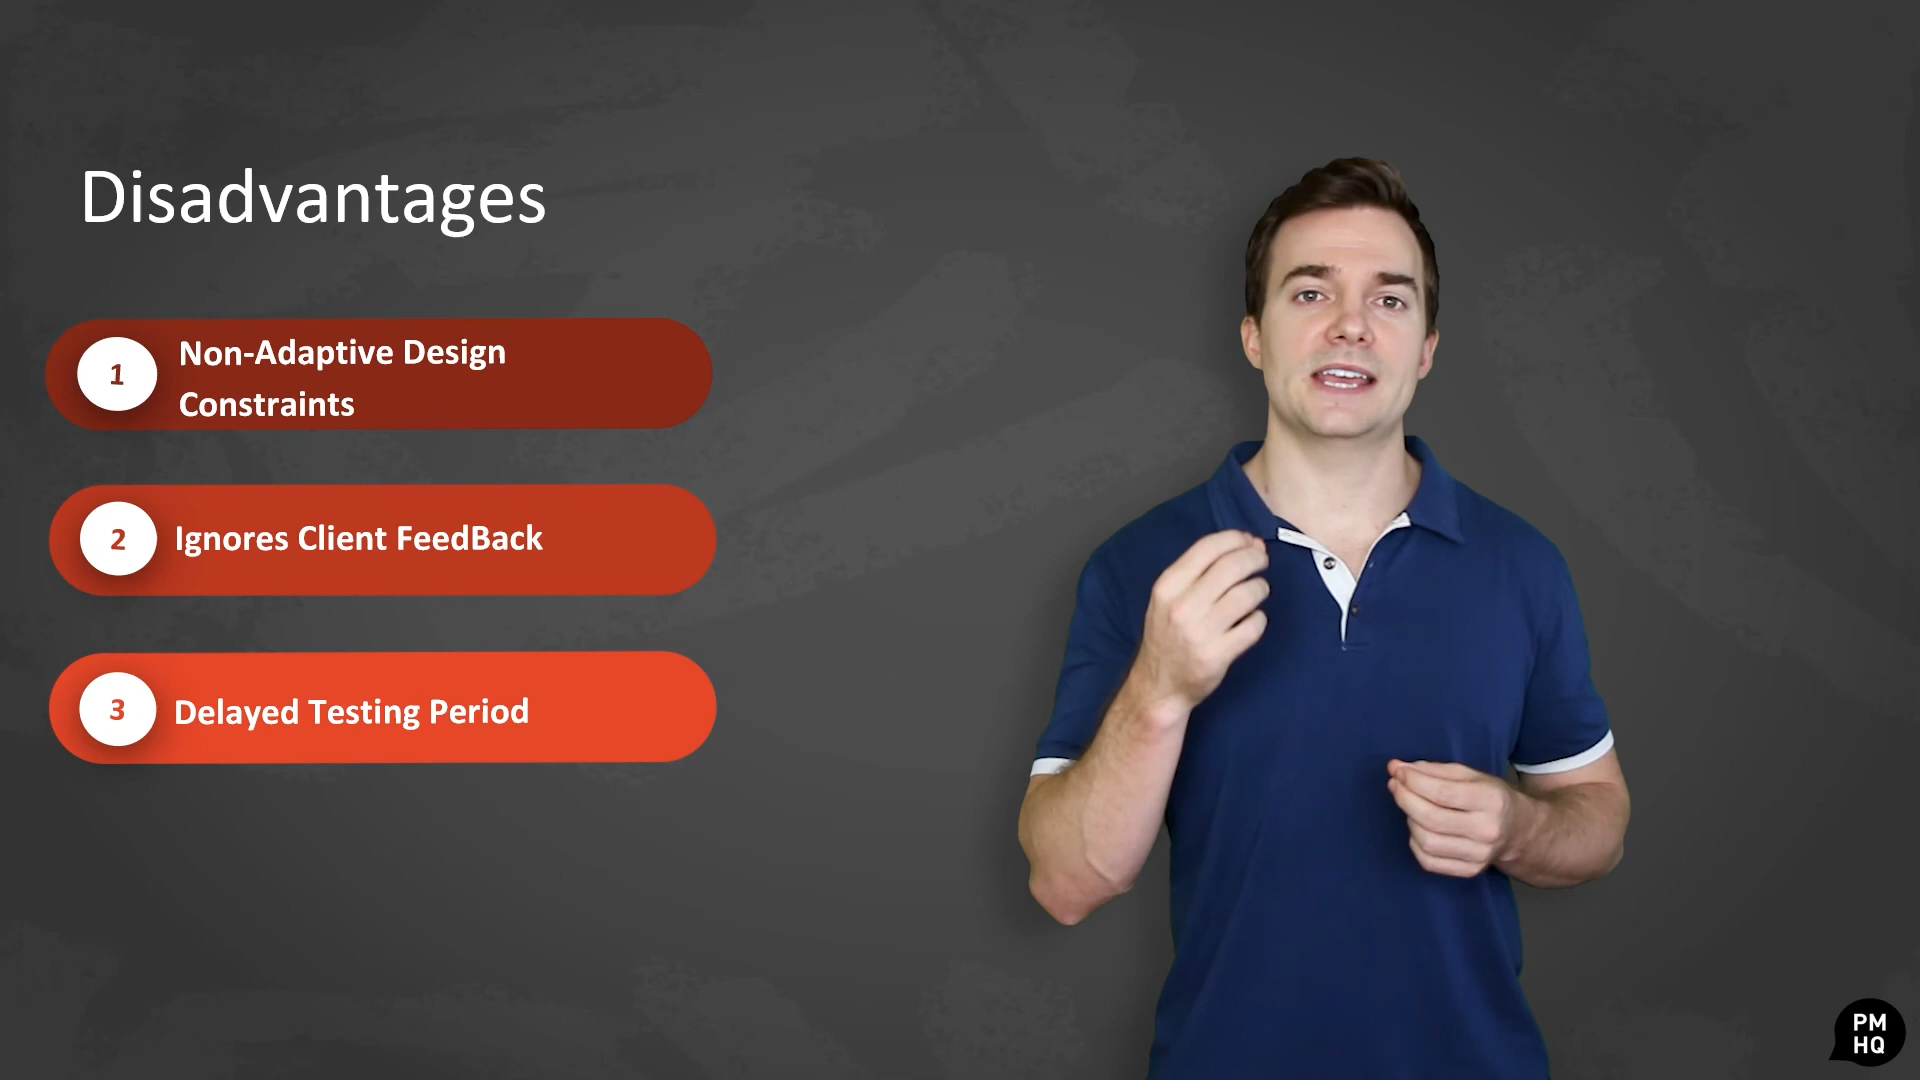 Disadvantages
1
Non-Adaptive Design
Constraints
2
Ignores Client FeedBack
3
Delayed Testing Period
PM
HQ